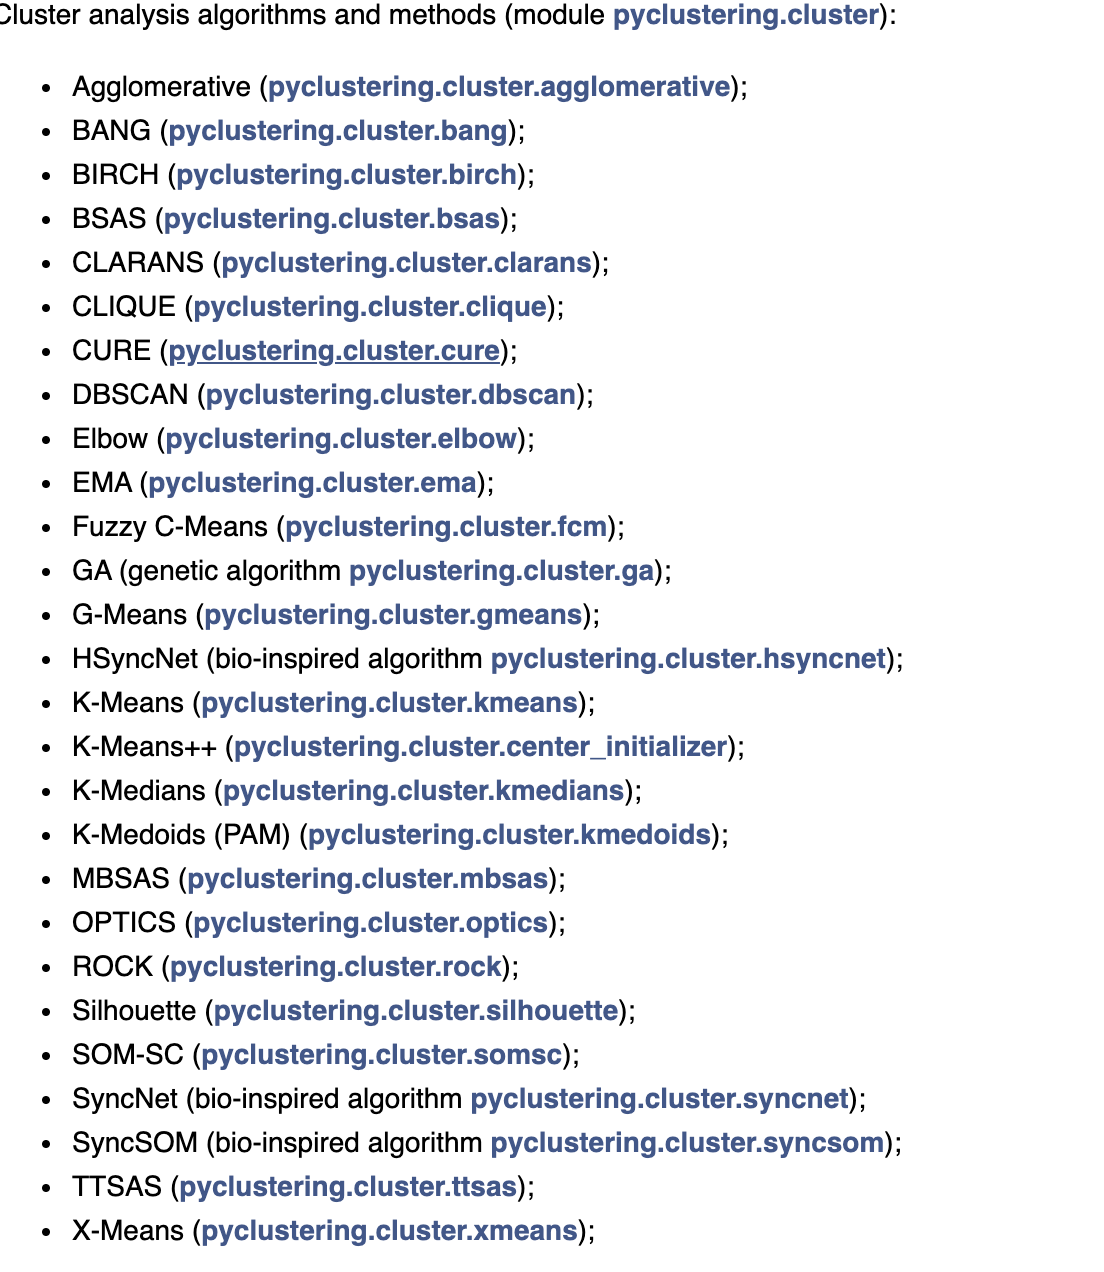 Cluster analysis algorithms and methods (module pyclustering.cluster):
• Agglomerative (pyclustering.cluster.agglomerative);
• BANG (pyclustering.cluster.bang);
• BIRCH (pyclustering.cluster.birch);
• BSAS (pyclustering.cluster.bsas);
• CLARANS (pyclustering.cluster.clarans);
• CLIQUE (pyclustering.cluster.clique);
• CURE (pyclustering.cluster.cure);
• DBSCAN (pyclustering.cluster.dbscan);
• Elbow (pyclustering.cluster.elbow);
• EMA (pyclustering.cluster.ema);
• Fuzzy C-Means (pyclustering.cluster.fcm);
• GA (genetic algorithm pyclustering.cluster.ga);
• G-Means (pyclustering.cluster.gmeans);
• HSyncNet (bio-inspired algorithm pyclustering.cluster.hsyncnet);
• K-Means (pyclustering.cluster.kmeans);
• K-Means++ (pyclustering.cluster.center_initializer);
• K-Medians (pyclustering.cluster.kmedians);
• K-Medoids (PAM) (pyclustering.cluster.kmedoids);
• MBSAS (pyclustering.cluster.mbsas);
• OPTICS (pyclustering.cluster.optics);
• ROCK (pyclustering.cluster.rock);
• Silhouette (pyclustering.cluster.silhouette);
• SOM-SC (pyclustering.cluster.somsc);
• SyncNet (bio-inspired algorithm pyclustering.cluster.syncnet);
• SyncSOM (bio-inspired algorithm pyclustering.cluster.syncsom);
• TTSAS (pyclustering.cluster.ttsas);
• X-Means (pyclustering.cluster.xmeans);